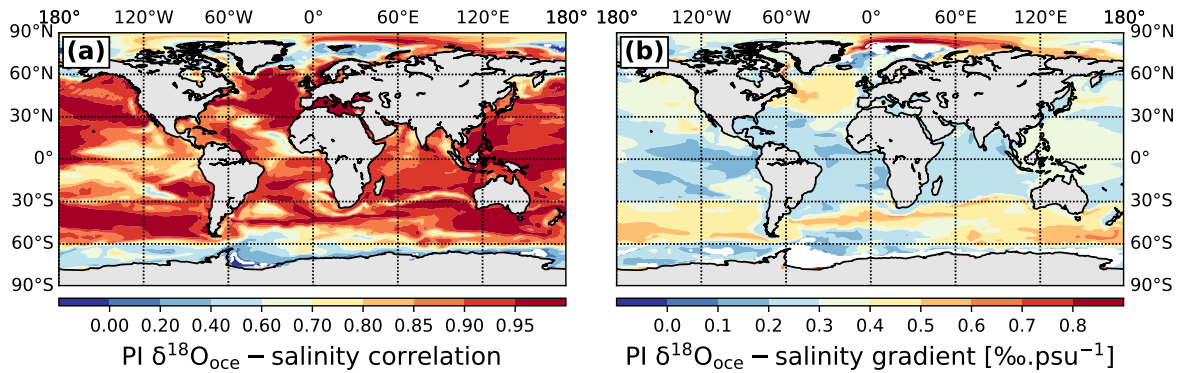 180° 120°W 60°W 0° 60°E 120°E 180° 120°W 60°W 0° 60°E 120°E 180°
90°N (a) (b) 90°N
60°N 60°N
30°N 30°N
0° 0°
30°S 30°S
60°S 60°S
90°S 90°S
0.00 0.20 0.40 0.60 0.70 0.80 0.85 0.90 0.95 0.0 0.1 0.2 0.3 0.4 0.5 0.6 0.7 0.8
PI δ¹⁸Oₒcₑ − salinity correlation PI δ¹⁸Oₒcₑ − salinity gradient [‰.psu⁻¹]